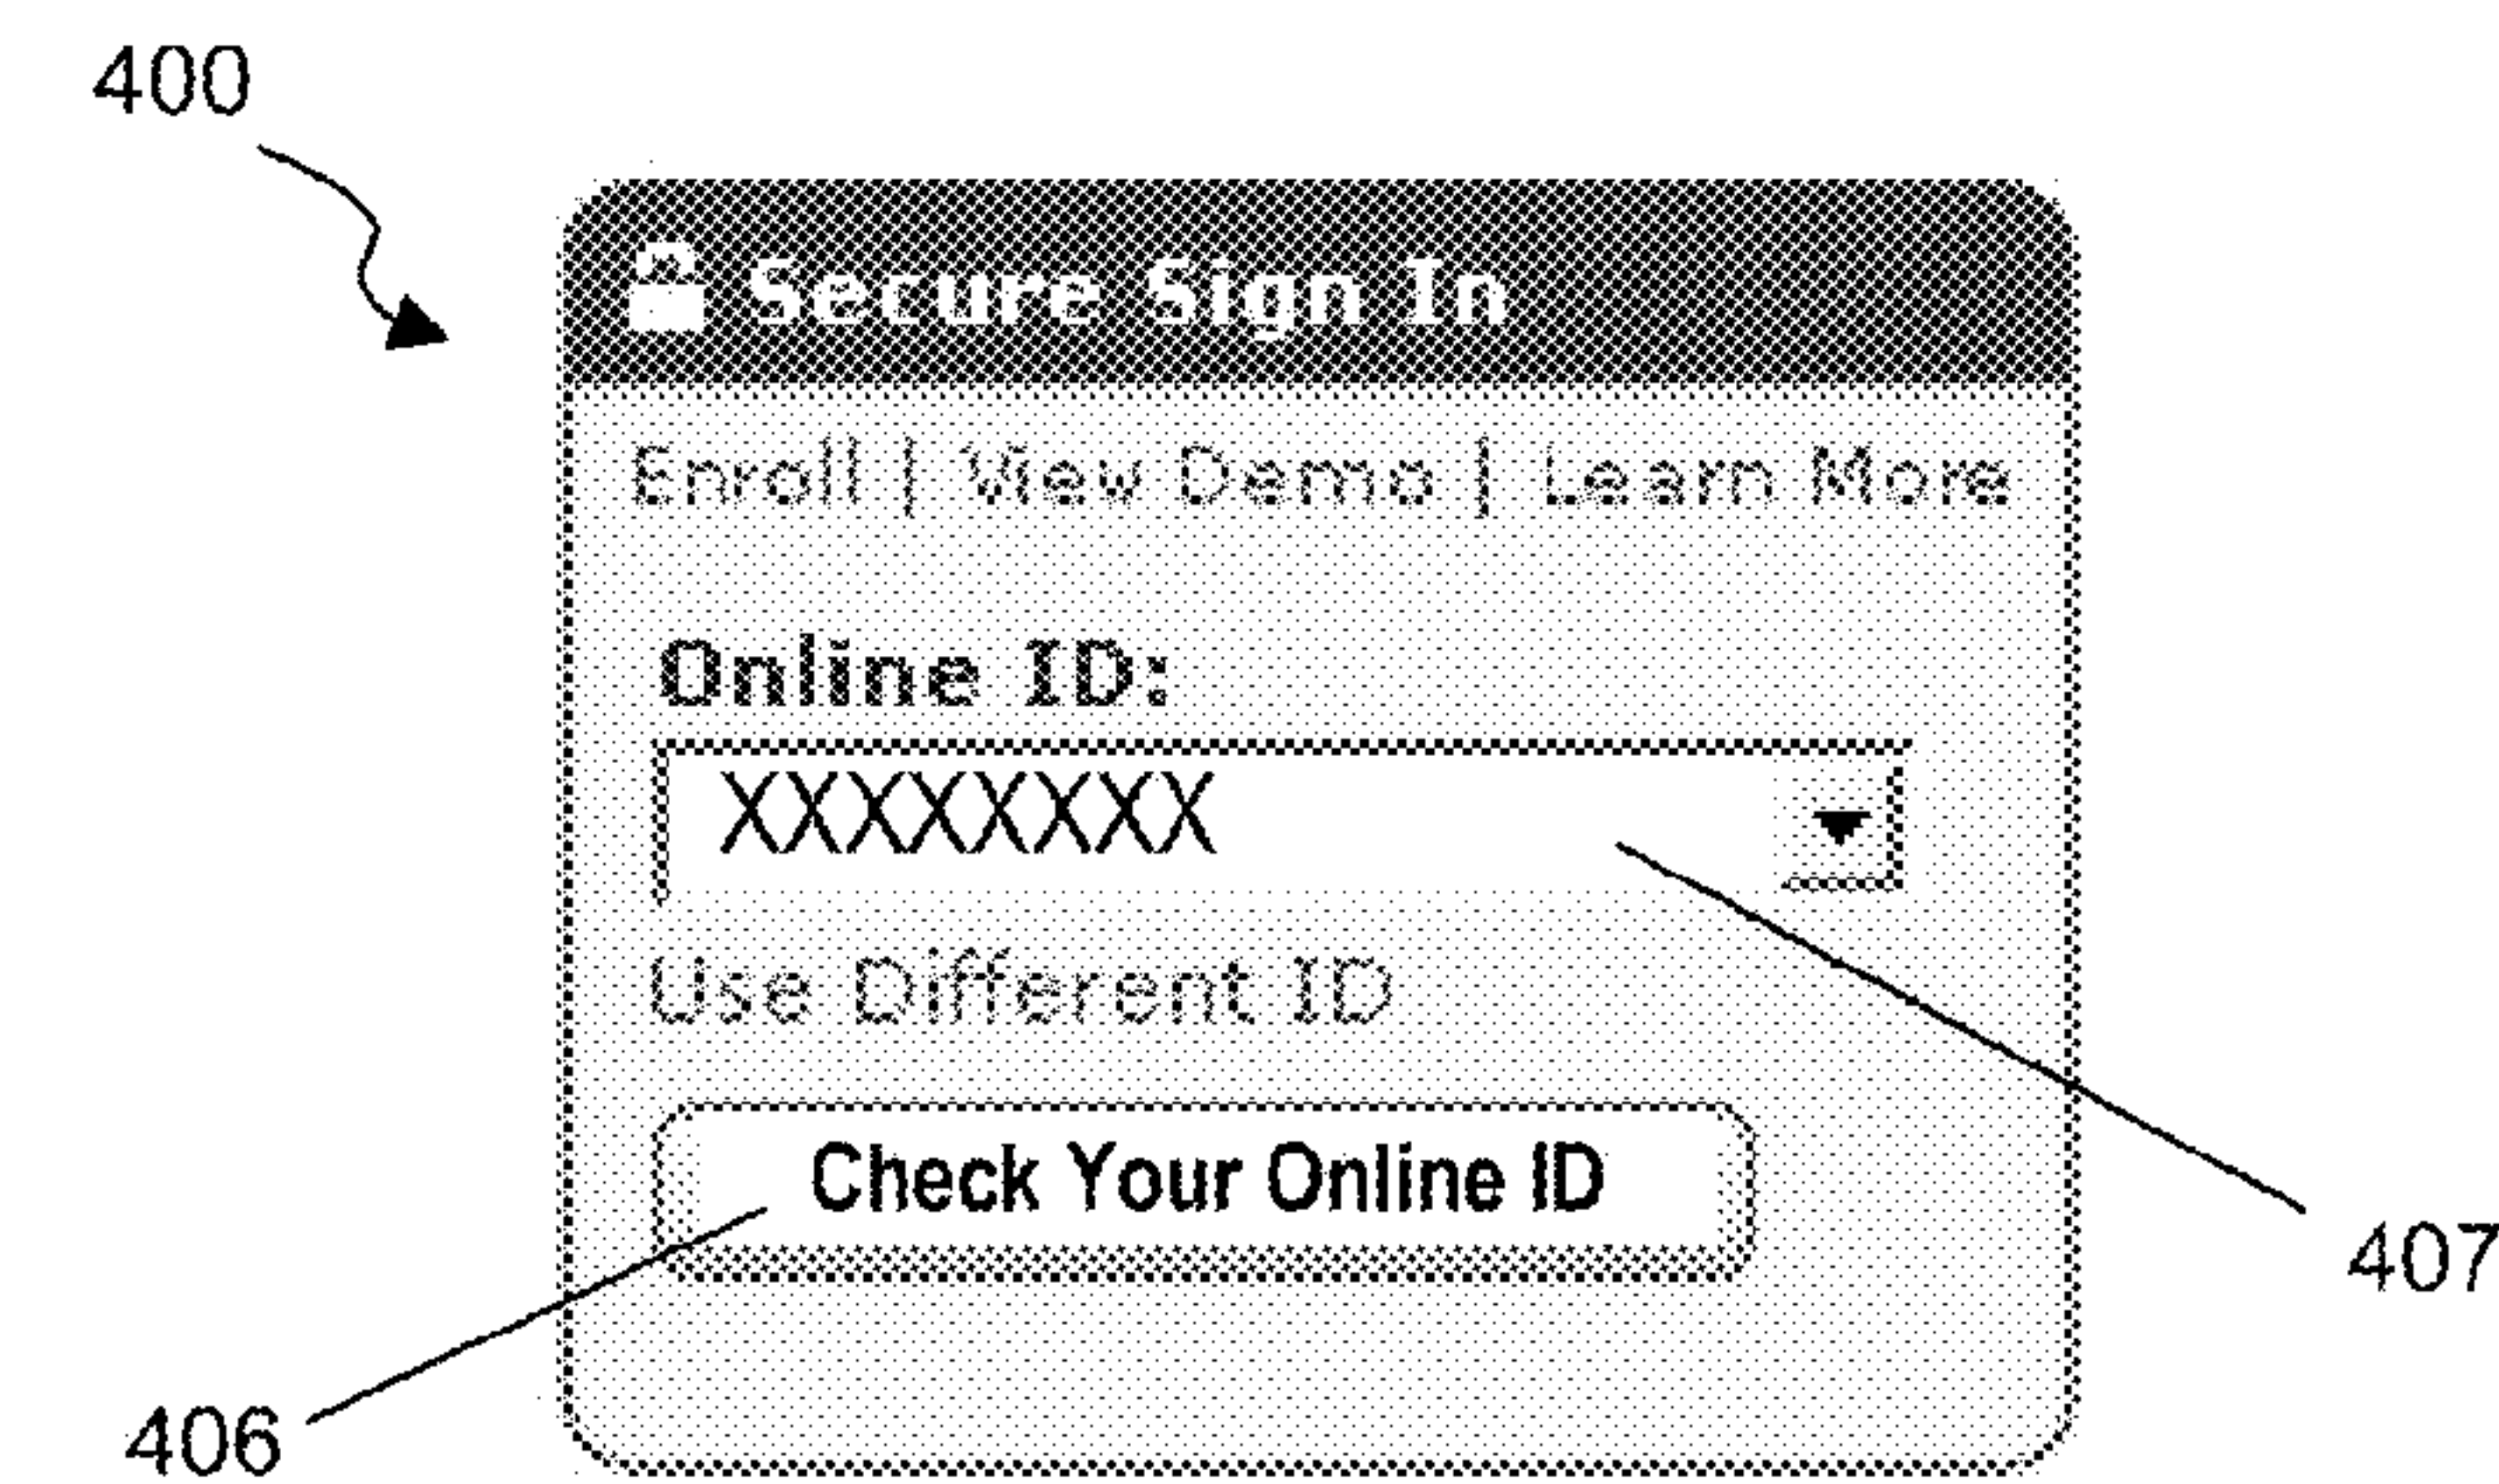 400
Secure Sign In
Enroll | View Demo | Learn More
Online ID:
XXXXXXXX
Use Different ID
Check Your Online ID
407
406